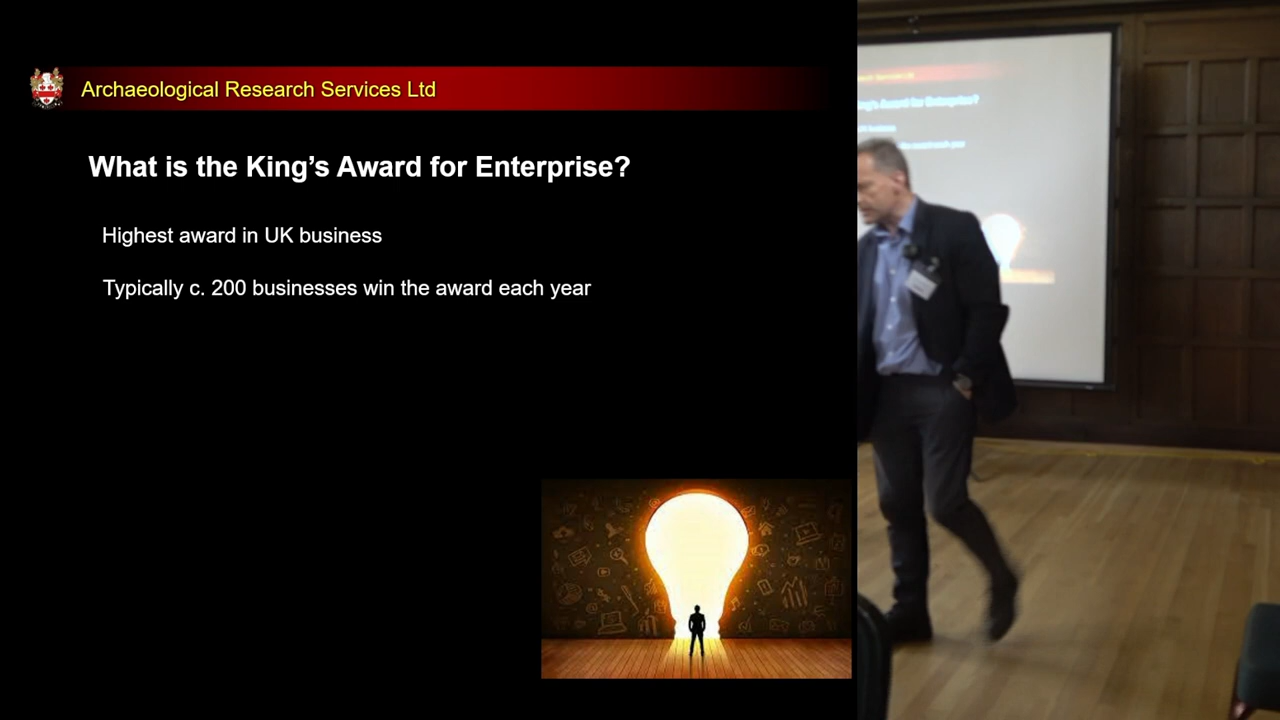 Archaeological Research Services Ltd
What is the King's Award for Enterprise?
Highest award in UK business
Typically c. 200 businesses win the award each year